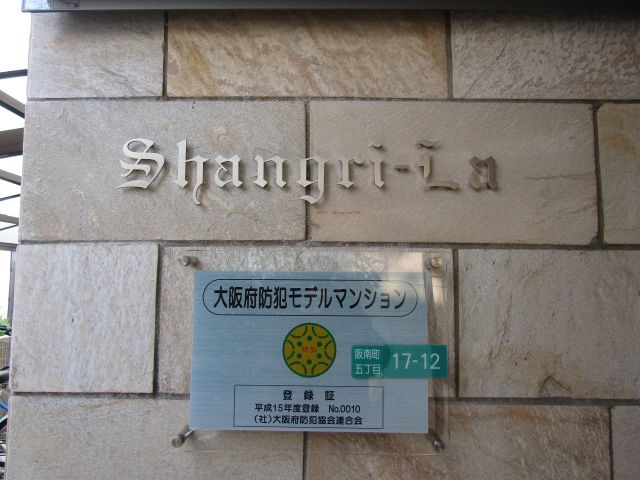 Shangri-La
大阪府防犯モデルマンション
防犯
阪南町
五丁目
17-12
登録証
平成15年度登録 No.0010
(社)大阪府防犯協会連合会